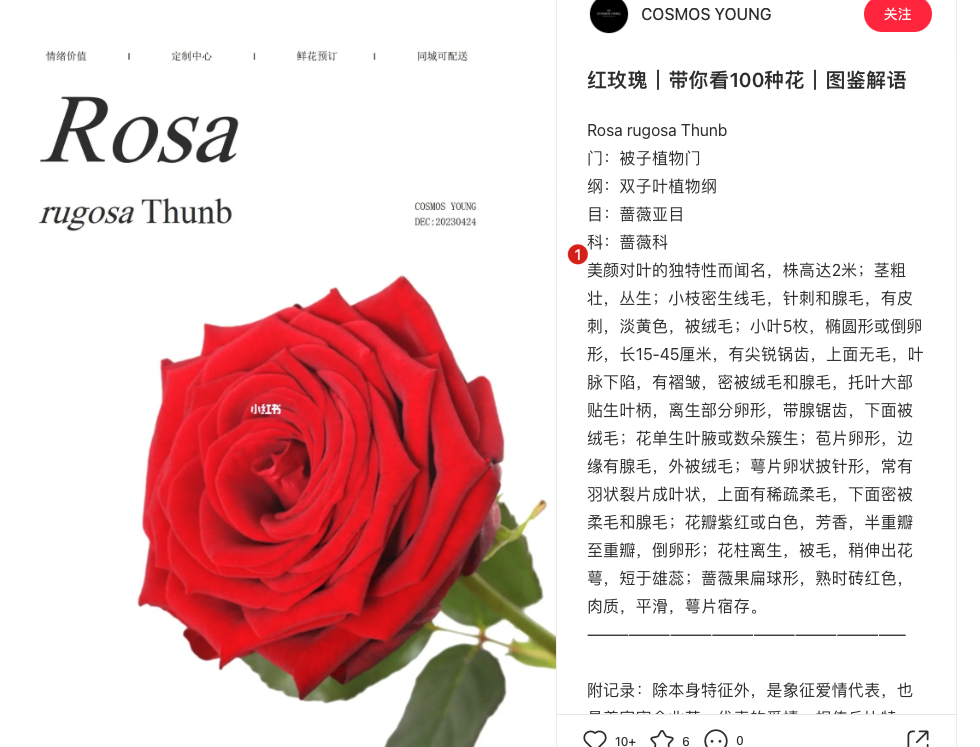 情绪价值
定制中心
鲜花预订
同城可配送
Rosa
rugosa Thunb
COSMOS YOUNG
DEC:20230424
小红书
COSMOS YOUNG
关注
红玫瑰｜带你看100种花｜图鉴解语
Rosa rugosa Thunb
门：被子植物门
纲：双子叶植物纲
目：蔷薇亚目
科：蔷薇科
1
美颜对叶的独特性而闻名，株高达2米；茎粗
壮，丛生；小枝密生线毛，针刺和腺毛，有皮
刺，淡黄色，被绒毛；小叶5枚，椭圆形或倒卵
形，长15-45厘米，有尖锐锅齿，上面无毛，叶
脉下陷，有褶皱，密被绒毛和腺毛，托叶大部
贴生叶柄，离生部分卵形，带腺锯齿，下面被
绒毛；花单生叶腋或数朵簇生；苞片卵形，边
缘有腺毛，外被绒毛；萼片卵状披针形，常有
羽状裂片成叶状，上面有稀疏柔毛，下面密被
柔毛和腺毛；花瓣紫红或白色，芳香，半重瓣
至重瓣，倒卵形；花柱离生，被毛，稍伸出花
萼，短于雄蕊；蔷薇果扁球形，熟时砖红色，
肉质，平滑，萼片宿存。
附记录：除本身特征外，是象征爱情代表，也
10+
6
0